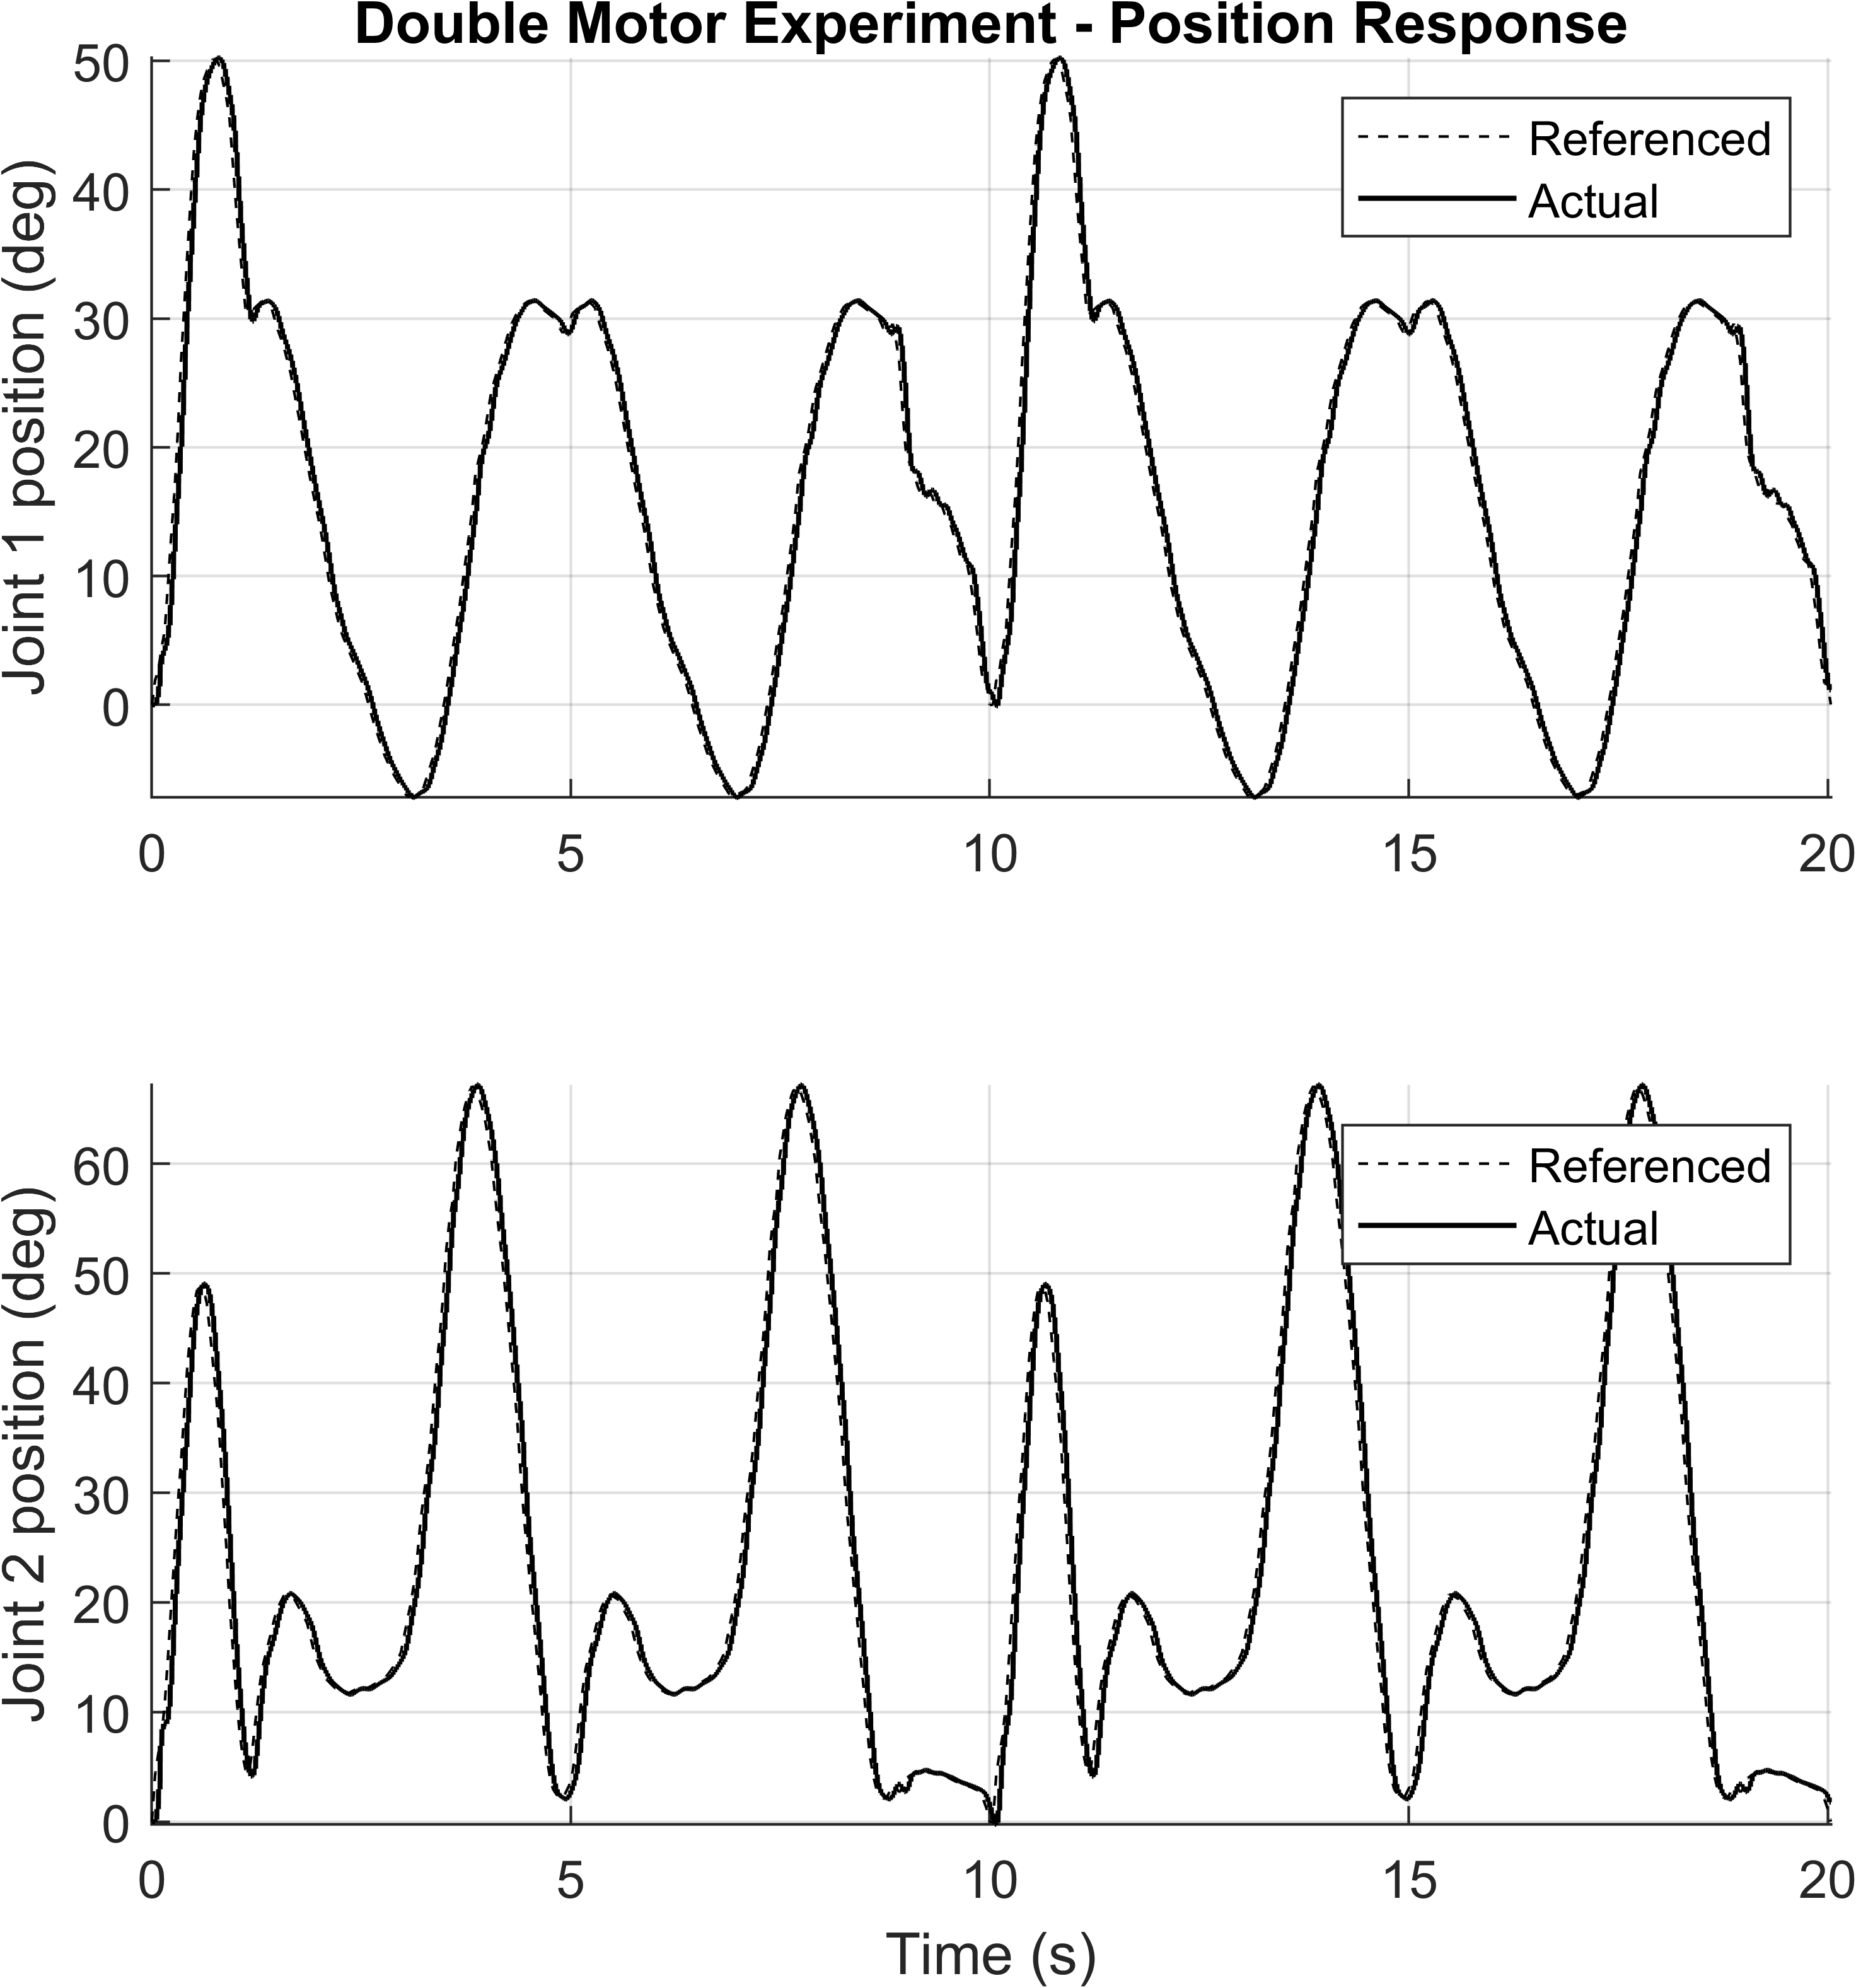 Double Motor Experiment - Position Response
Joint 1 position (deg)
50
40
30
20
10
0
Referenced
Actual
0 5 10 15 20
Joint 2 position (deg)
60
50
40
30
20
10
0
Referenced
Actual
0 5 10 15 20
Time (s)